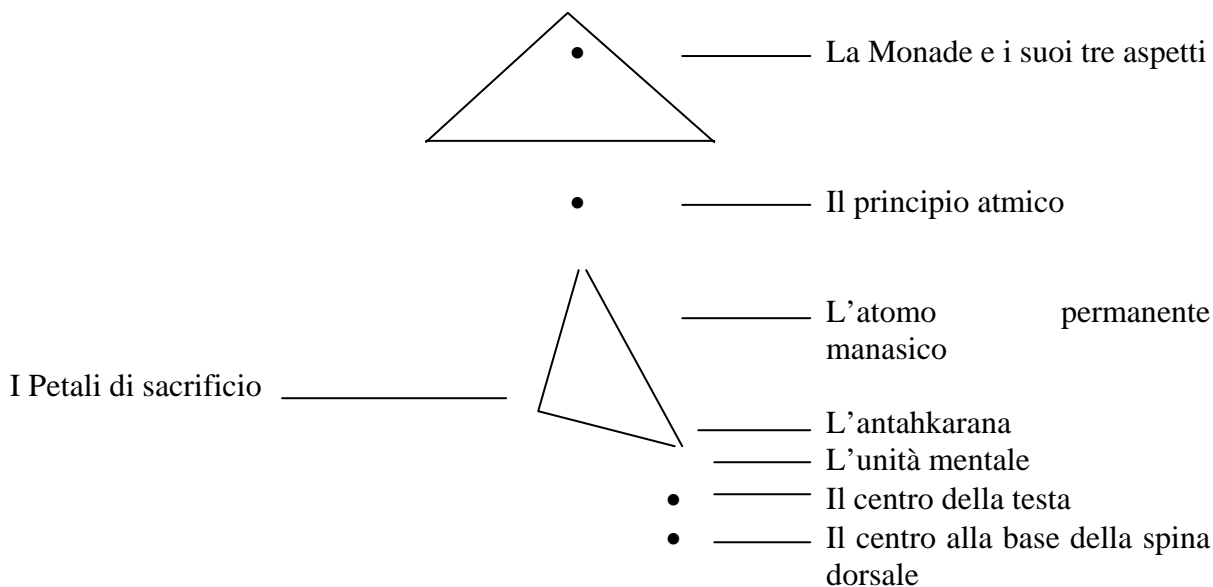 La Monade e i suoi tre aspetti
Il principio atmico
L’atomo permanente
manasico
I Petali di sacrificio
L’antahkarana
L’unità mentale
Il centro della testa
Il centro alla base della spina
dorsale